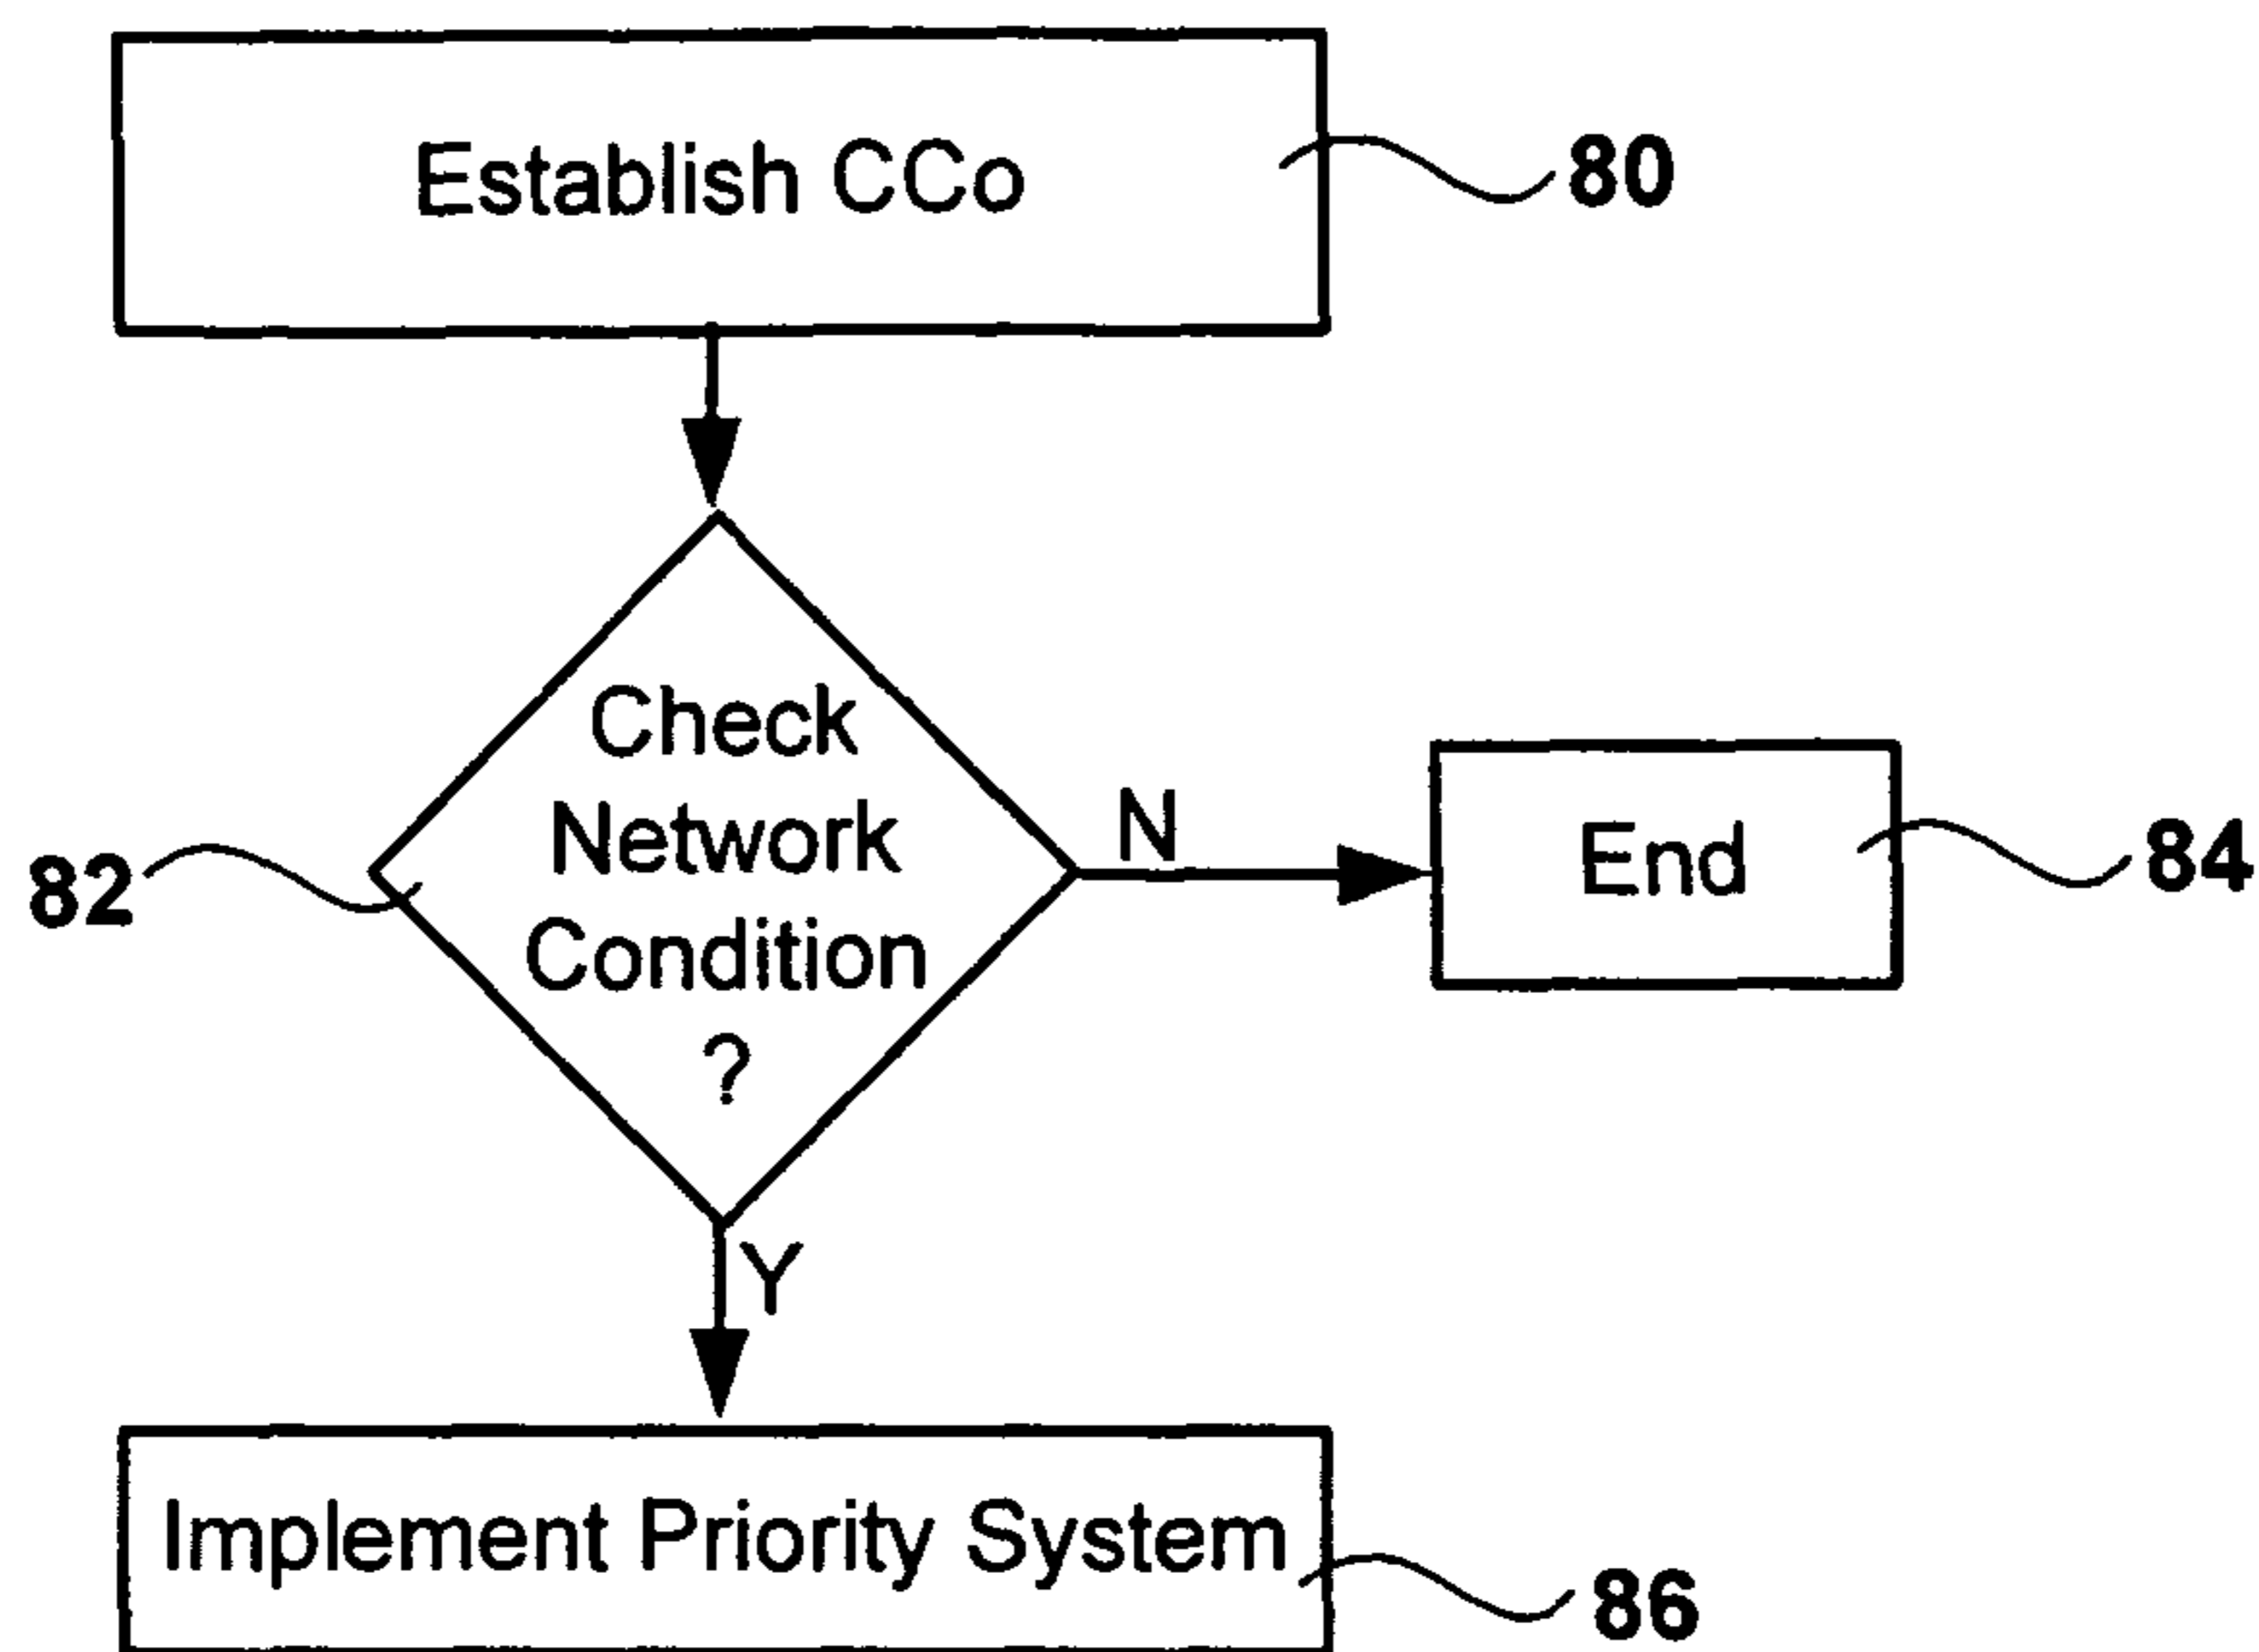 Establish CCo
80
Check
Network
Condition
?
82
N
End
84
Y
Implement Priority System
86